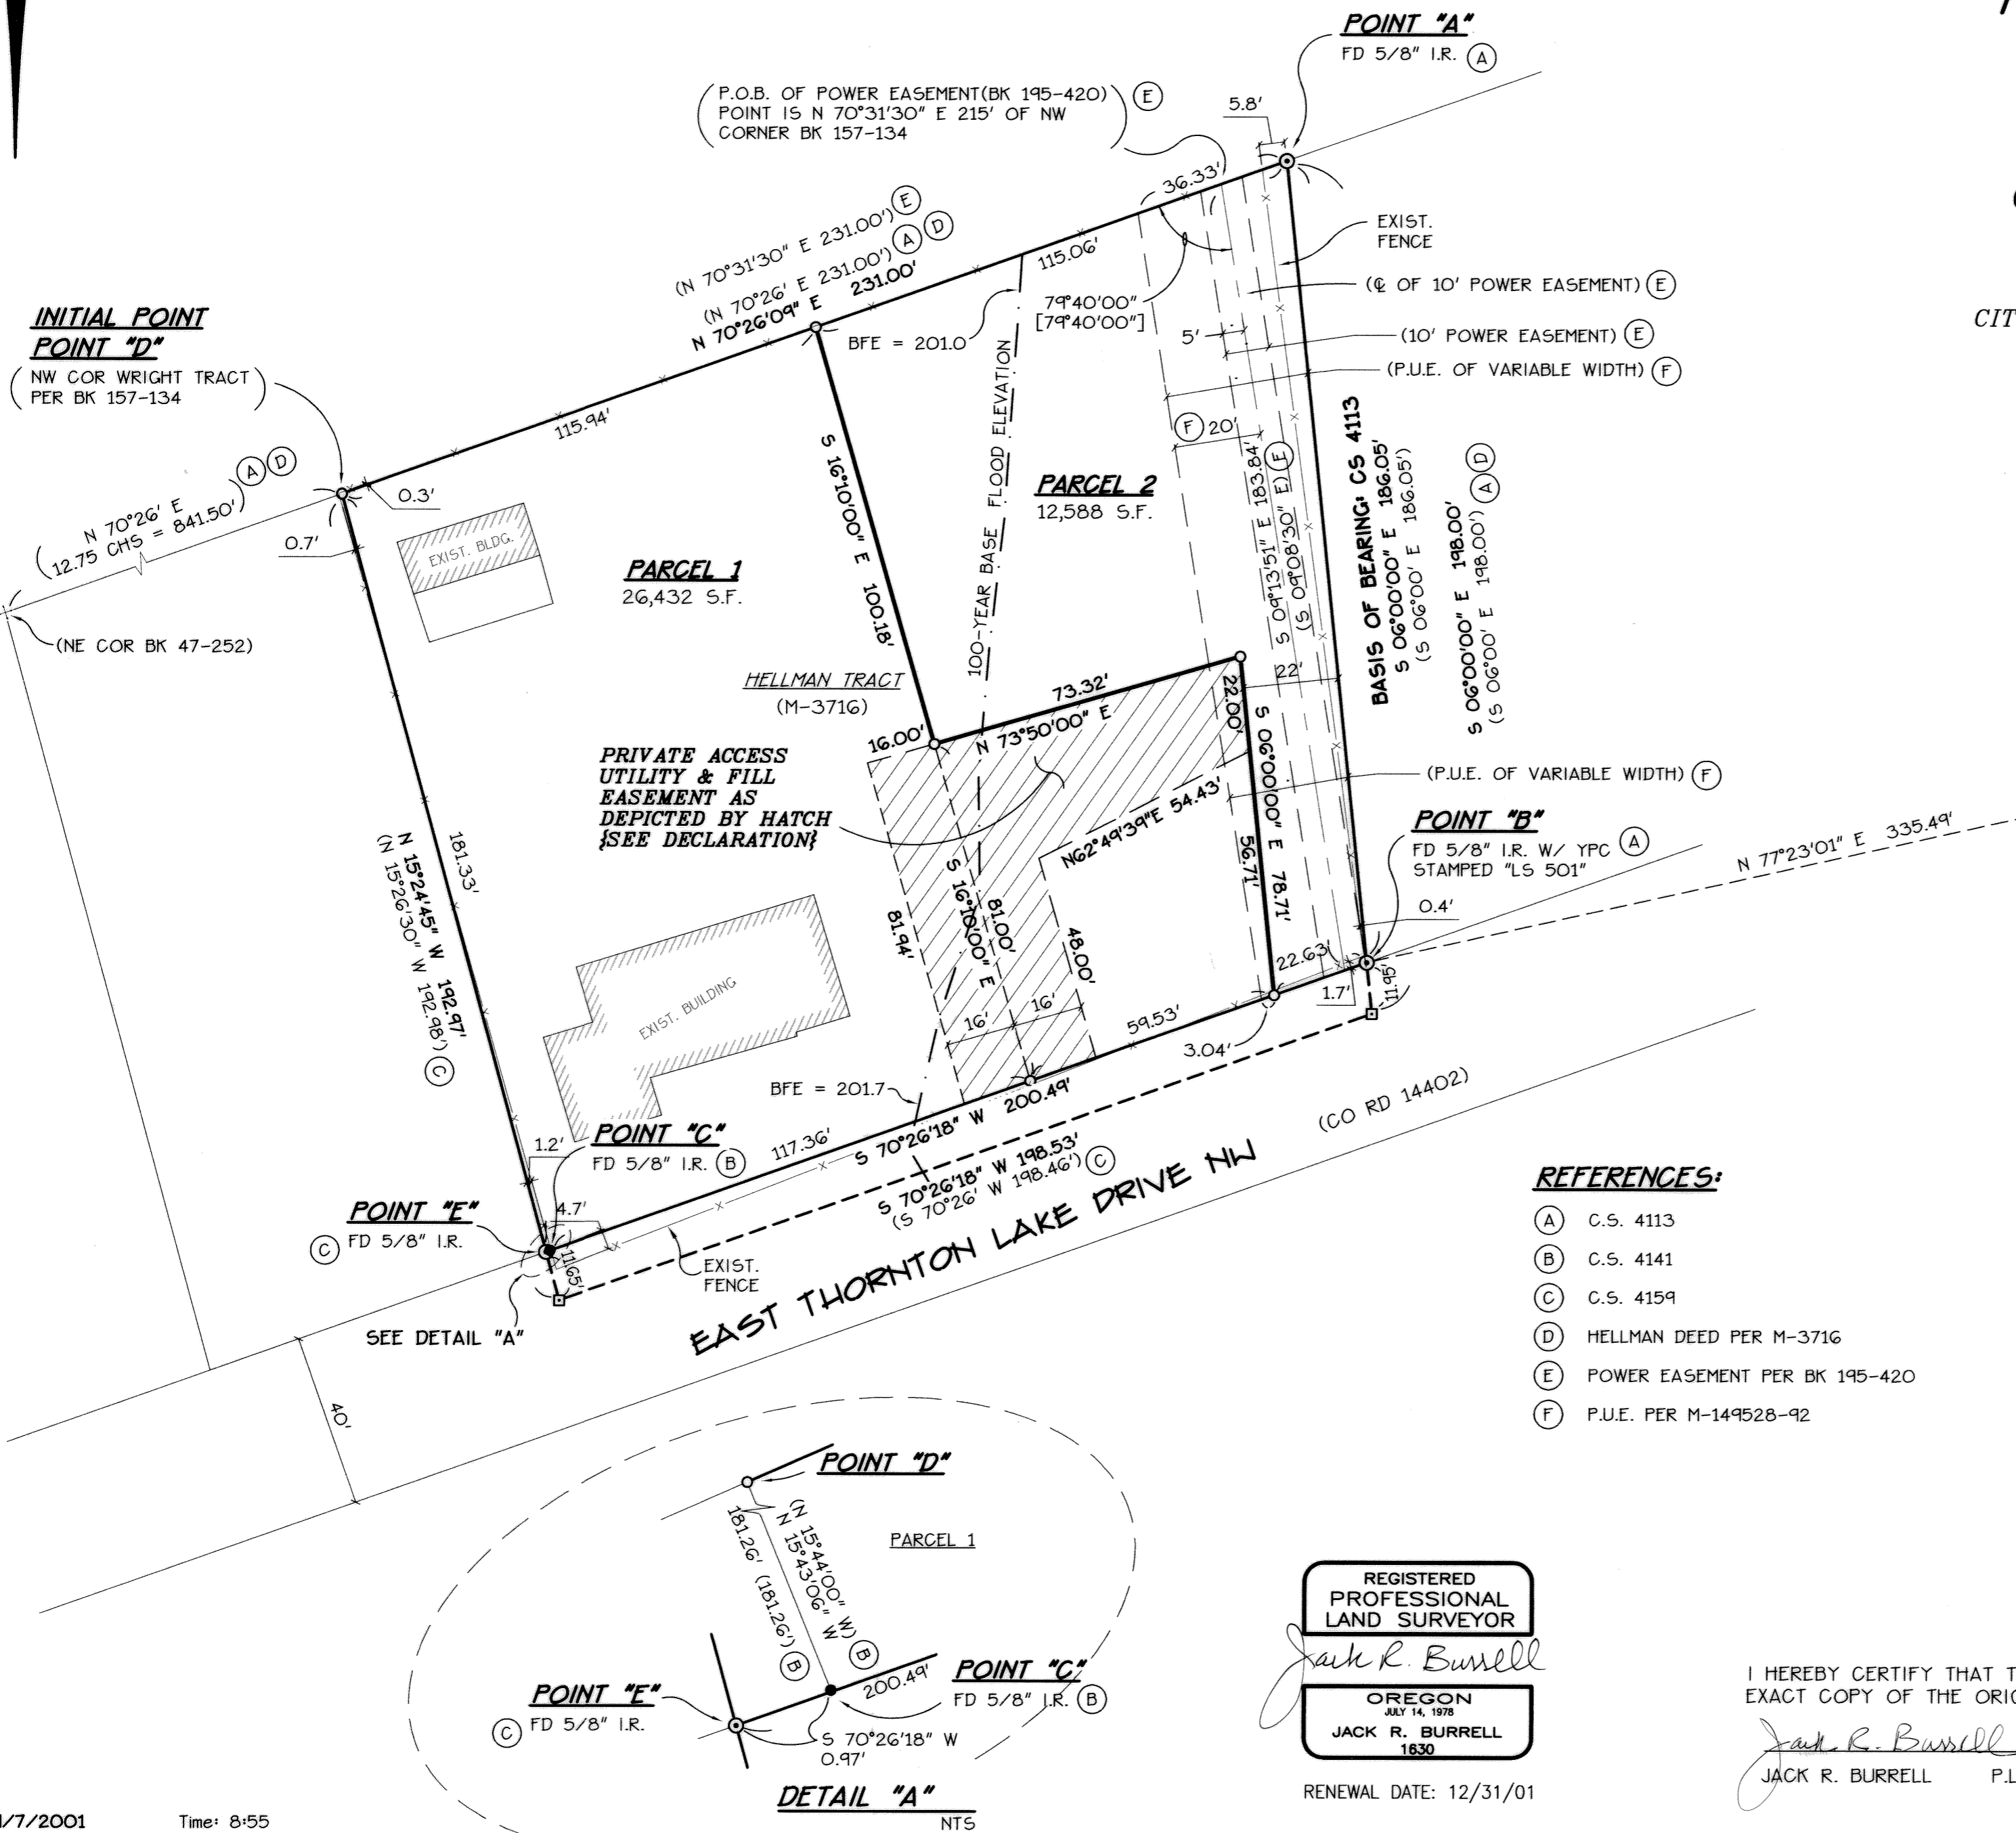 POINT "A"
FD 5/8" I.R. (A)
P.O.B. OF POWER EASEMENT(BK 195-420) (E)
POINT IS N 70°31'30" E 215' OF NW
CORNER BK 157-134
5.8'
36.33'
EXIST.
FENCE
(N 70°31'30" E 231.00') (E)
(N 70°26' E 231.00') (A) (D)
N 70°26'09" E 231.00'
115.06'
79°40'00"
[79°40'00"]
(℄ OF 10' POWER EASEMENT) (E)
5'
(10' POWER EASEMENT) (E)
(P.U.E. OF VARIABLE WIDTH) (F)
CIT
INITIAL POINT
POINT "D"
NW COR WRIGHT TRACT
PER BK 157-134
BFE = 201.0
115.94'
0.3'
0.7'
N 70°26' E
(12.75 CHS = 841.50') (A) (D)
(NE COR BK 47-252)
EXIST. BLDG.
PARCEL 1
26,432 S.F.
S 16°10'00" E 100.18'
100-YEAR BASE FLOOD ELEVATION
PARCEL 2
12,588 S.F.
(F) 20'
S 09°13'51" E 183.84'
(S 09°08'30" E) (E)
BASIS OF BEARING: CS 4113
S 06°00'00" E 186.05'
(S 06°00' E 186.05')
S 06°00'00" E 198.00'
(S 06°00' E 198.00') (A) (D)
HELLMAN TRACT
(M-3716)
73.32'
N 73°50'00" E
16.00'
22'
22.00'
S 06°00'00" E 78.71'
56.71'
PRIVATE ACCESS
UTILITY & FILL
EASEMENT AS
DEPICTED BY HATCH
{SEE DECLARATION}
N62°49'39"E 54.43'
(P.U.E. OF VARIABLE WIDTH) (F)
POINT "B"
FD 5/8" I.R. W/ YPC (A)
STAMPED "LS 501"
N 77°23'01" E 335.49'
0.4'
181.33'
N 15°24'45" W 192.97'
(N 15°26'30" W 192.98') (C)
81.94'
S 16°10'00" E
81.00'
48.00'
16'
16'
22.63'
1.7'
11.95'
59.53'
3.04'
EXIST. BUILDING
BFE = 201.7
117.36'
S 70°26'18" W 200.49'
S 70°26'18" W 198.53'
(S 70°26' W 198.46') (C)
(CO RD 14402)
EAST THORNTON LAKE DRIVE NW
1.2'
POINT "C"
FD 5/8" I.R. (B)
POINT "E"
(C) FD 5/8" I.R.
4.7'
11.65'
EXIST.
FENCE
SEE DETAIL "A"
40'
REFERENCES:
(A) C.S. 4113
(B) C.S. 4141
(C) C.S. 4159
(D) HELLMAN DEED PER M-3716
(E) POWER EASEMENT PER BK 195-420
(F) P.U.E. PER M-149528-92
POINT "D"
PARCEL 1
(N 15°44'00" W) (B)
N 15°43'06" W
181.26' (181.26') (B)
200.49'
POINT "C"
FD 5/8" I.R. (B)
POINT "E"
(C) FD 5/8" I.R.
S 70°26'18" W
0.97'
DETAIL "A"
NTS
REGISTERED
PROFESSIONAL
LAND SURVEYOR
Jack R. Burrell
OREGON
JULY 14, 1978
JACK R. BURRELL
1630
RENEWAL DATE: 12/31/01
I HEREBY CERTIFY THAT T
EXACT COPY OF THE ORIG
Jack R. Burrell
JACK R. BURRELL P.L
/7/2001 Time: 8:55